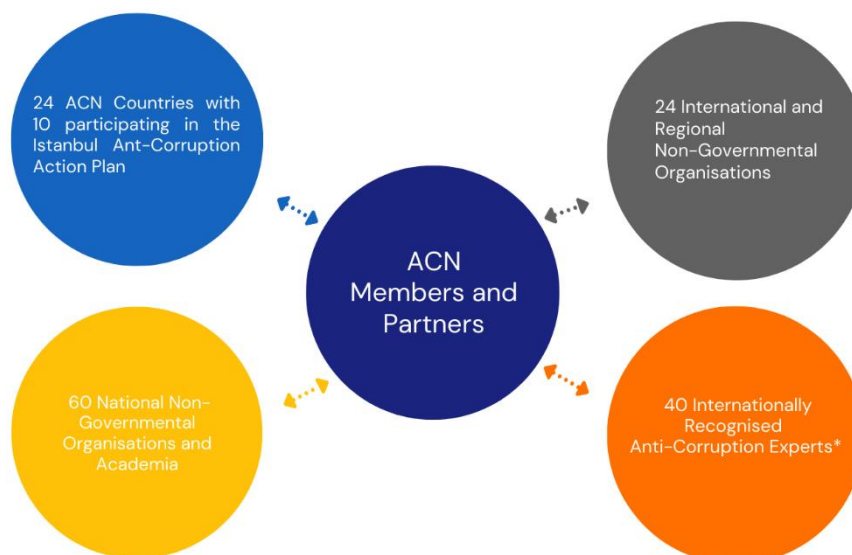 24 ACN Countries with
10 participating in the
Istanbul Ant-Corruption
Action Plan
24 International and
Regional
Non-Governmental
Organisations
ACN
Members and
Partners
60 National Non-
Governmental
Organisations and
Academia
40 Internationally
Recognised
Anti-Corruption Experts*